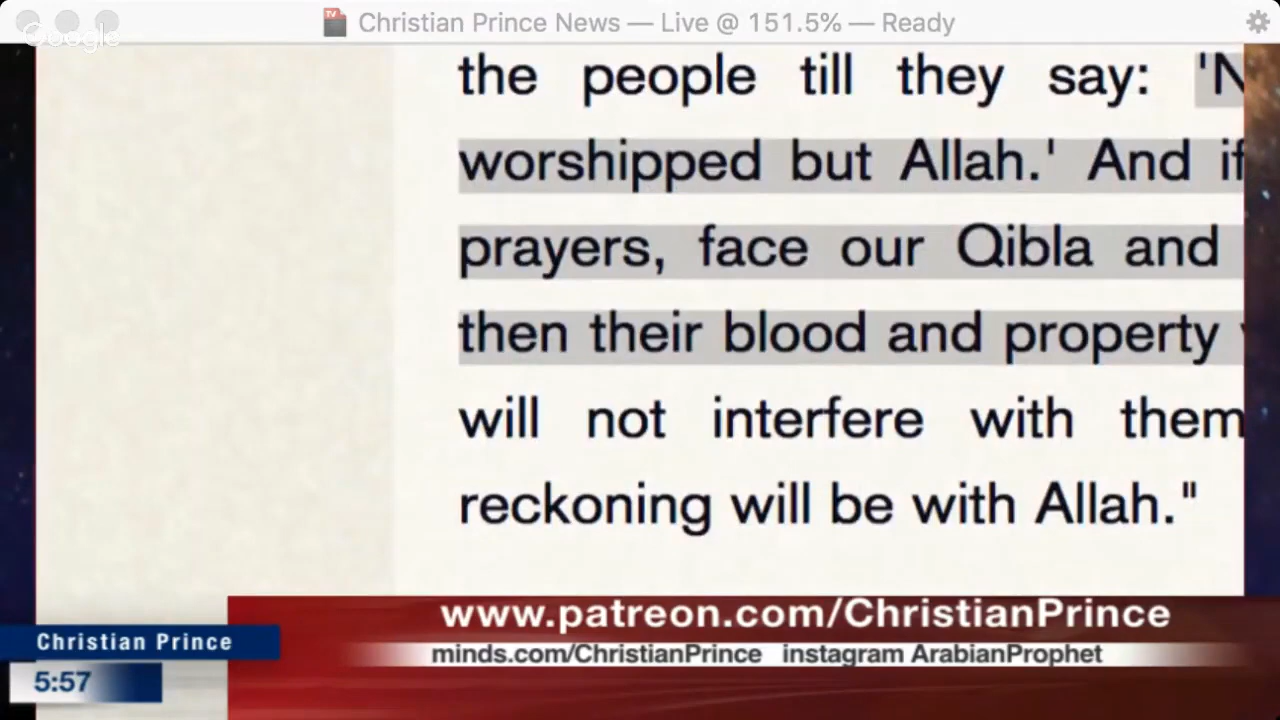 Christian Prince News — Live @ 151.5% — Ready
Google
the people till they say: 'N
worshipped but Allah.' And if
prayers, face our Qibla and
then their blood and property
will not interfere with them
reckoning will be with Allah."
www.patreon.com/ChristianPrince
Christian Prince
minds.com/ChristianPrince instagram ArabianProphet
5:57